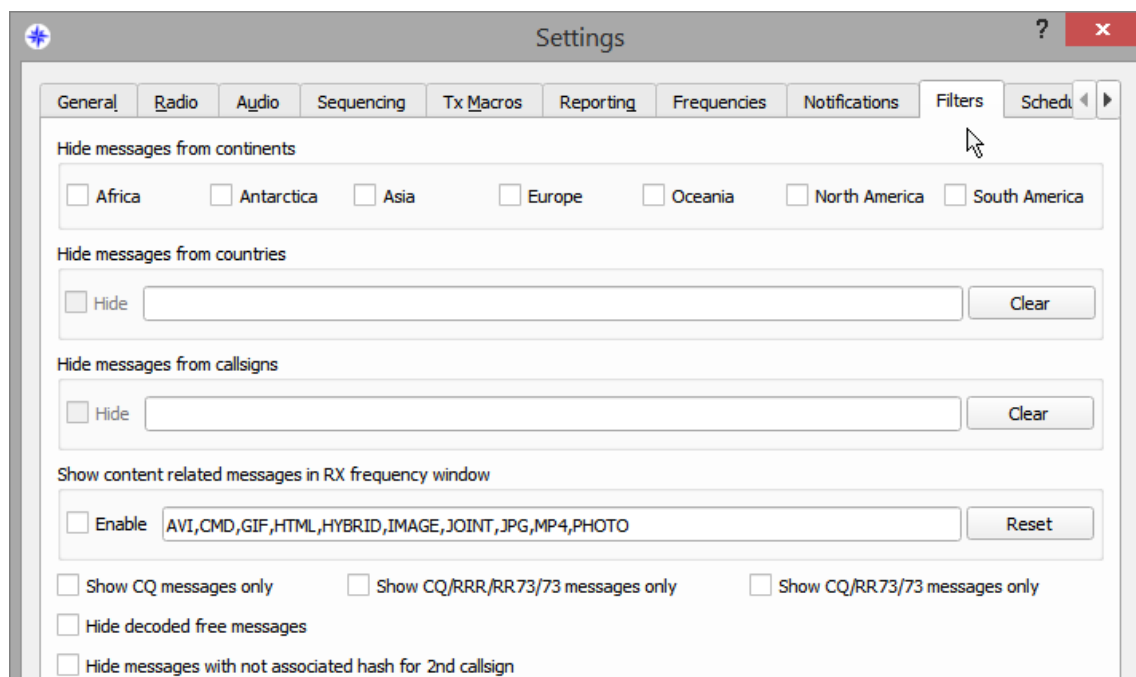 Settings
?
x
General Radio Audio Sequencing Tx Macros Reporting Frequencies Notifications Filters
Hide messages from continents
Africa Antarctica Asia Europe Oceania North America South America
Hide messages from countries
Hide Clear
Hide messages from callsigns
Hide Clear
Show content related messages in RX frequency window
Enable AVI,CMD,GIF,HTML,HYBRID,IMAGE,JOINT,JPG,MP4,PHOTO Reset
Show CQ messages only Show CQ/RRR/RR73/73 messages only Show CQ/RR73/73 messages only
Hide decoded free messages
Hide messages with not associated hash for 2nd callsign